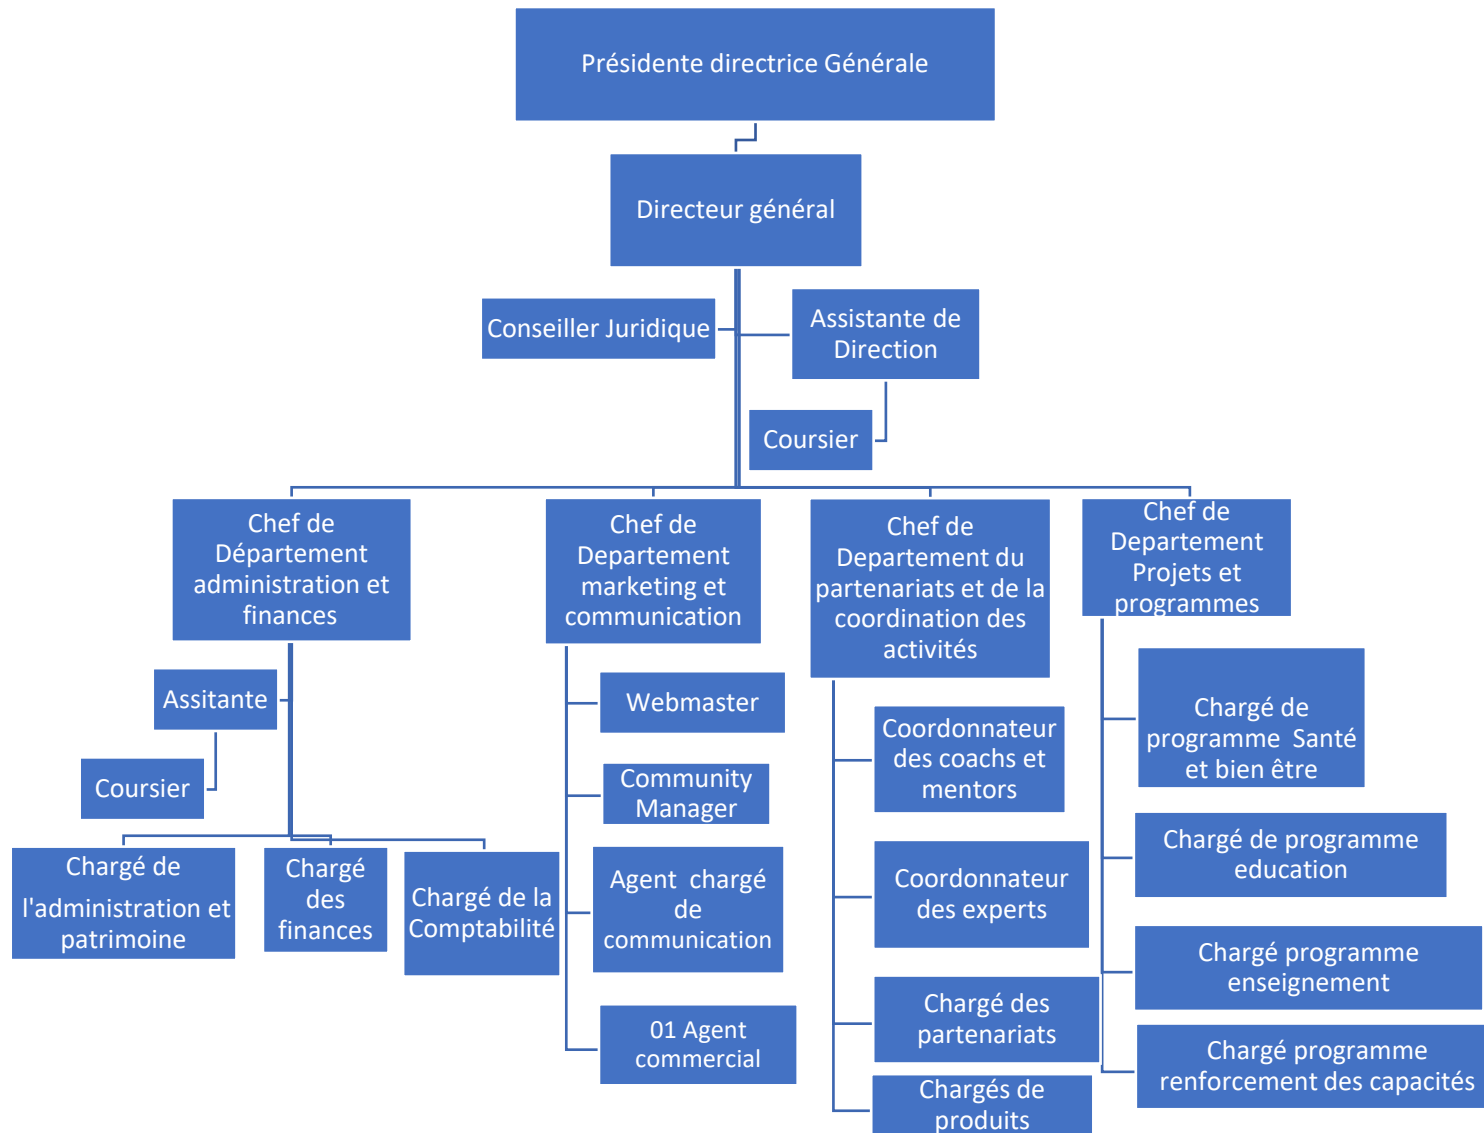 Présidente directrice Générale
Directeur général
Conseiller Juridique
Assistante de
Direction
Coursier
Chef de
Département
administration et
finances
Assitante
Coursier
Chargé de
l'administration et
patrimoine
Chargé
des
finances
Chargé de la
Comptabilité
Chef de
Departement
marketing et
communication
Webmaster
Community
Manager
Agent chargé
de
communication
01 Agent
commercial
Chef de
Departement du
partenariats et de la
coordination des
activités
Coordonnateur
des coachs et
mentors
Coordonnateur
des experts
Chargé des
partenariats
Chargés de
produits
Chef de
Departement
Projets et
programmes
Chargé de
programme Santé
et bien être
Chargé de programme
education
Chargé programme
enseignement
Chargé programme
renforcement des capacités